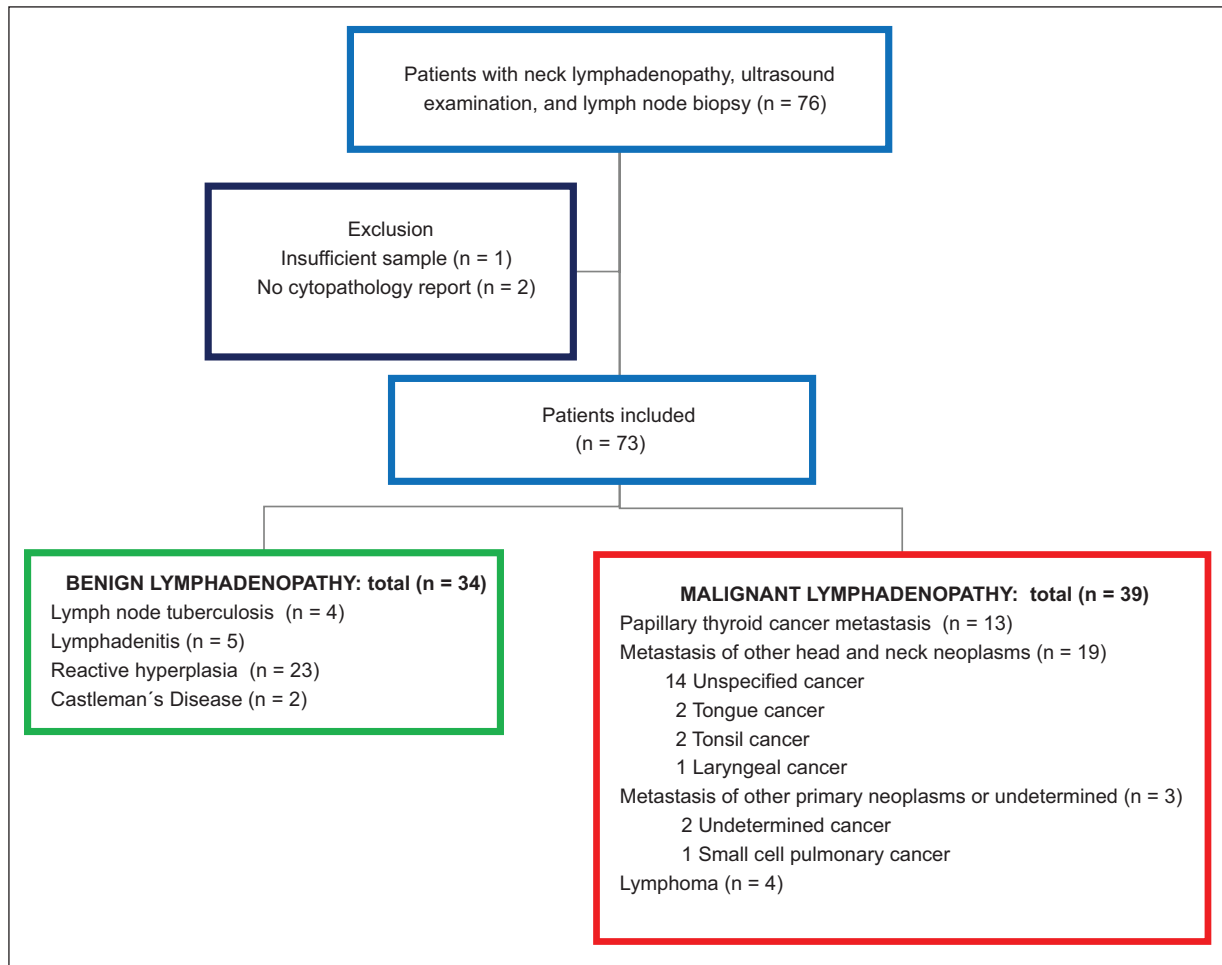 Patients with neck lymphadenopathy, ultrasound
examination, and lymph node biopsy (n = 76)
Exclusion
Insufficient sample (n = 1)
No cytopathology report (n = 2)
Patients included
(n = 73)
BENIGN LYMPHADENOPATHY: total (n = 34)
Lymph node tuberculosis (n = 4)
Lymphadenitis (n = 5)
Reactive hyperplasia (n = 23)
Castleman´s Disease (n = 2)
MALIGNANT LYMPHADENOPATHY: total (n = 39)
Papillary thyroid cancer metastasis (n = 13)
Metastasis of other head and neck neoplasms (n = 19)
14 Unspecified cancer
2 Tongue cancer
2 Tonsil cancer
1 Laryngeal cancer
Metastasis of other primary neoplasms or undetermined (n = 3)
2 Undetermined cancer
1 Small cell pulmonary cancer
Lymphoma (n = 4)